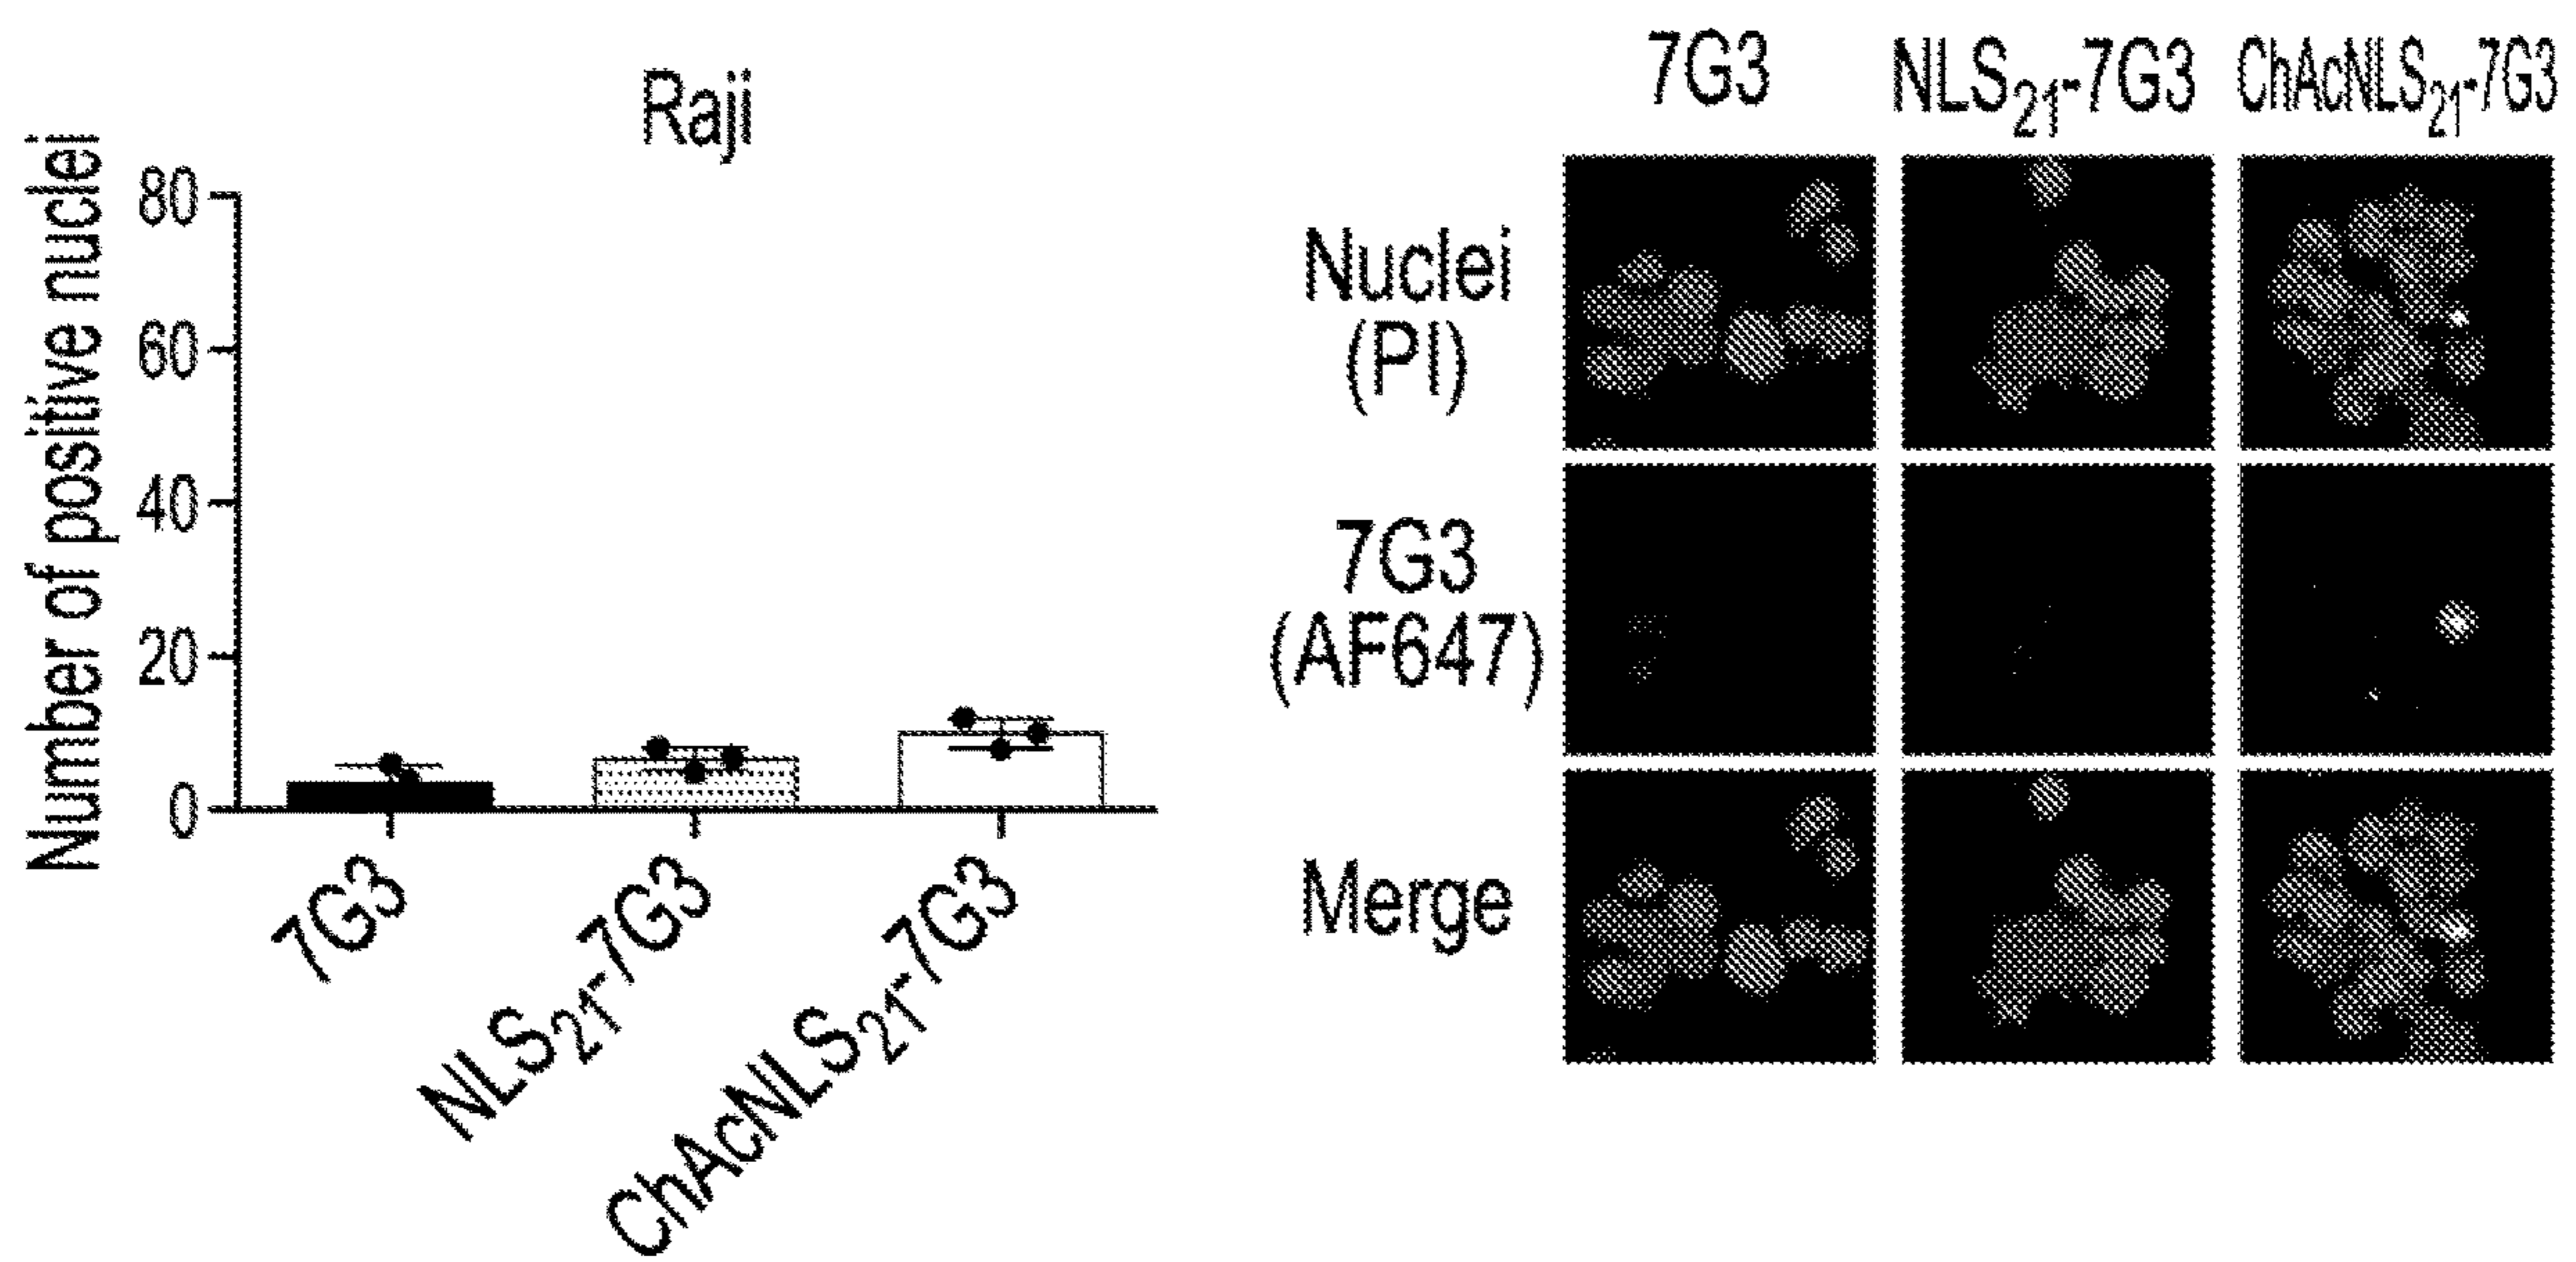 Raji
Number of positive nuclei
80
60
40
20
0
7G3
NLS21-7G3
ChAcNLS21-7G3
7G3 NLS21-7G3 ChAcNLS21-7G3
Nuclei
(PI)
7G3
(AF647)
Merge